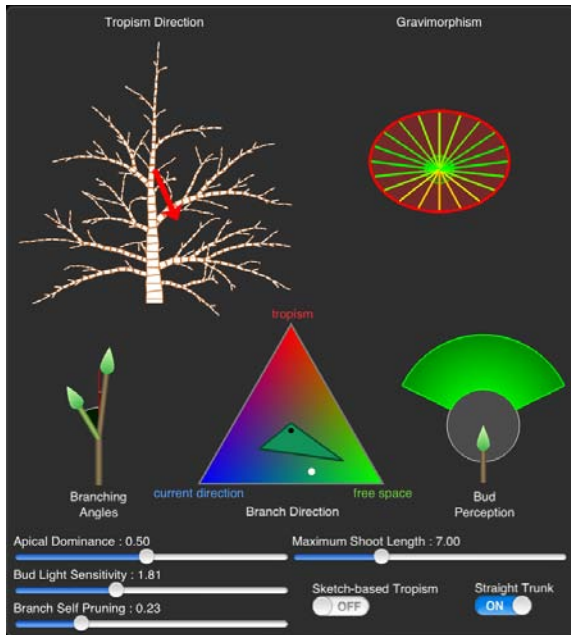 Tropism Direction
Gravimorphism
tropism
current direction
free space
Branching
Angles
Branch Direction
Bud
Perception
Apical Dominance : 0.50
Maximum Shoot Length : 7.00
Bud Light Sensitivity : 1.81
Sketch-based Tropism
Straight Trunk
OFF
ON
Branch Self Pruning : 0.23